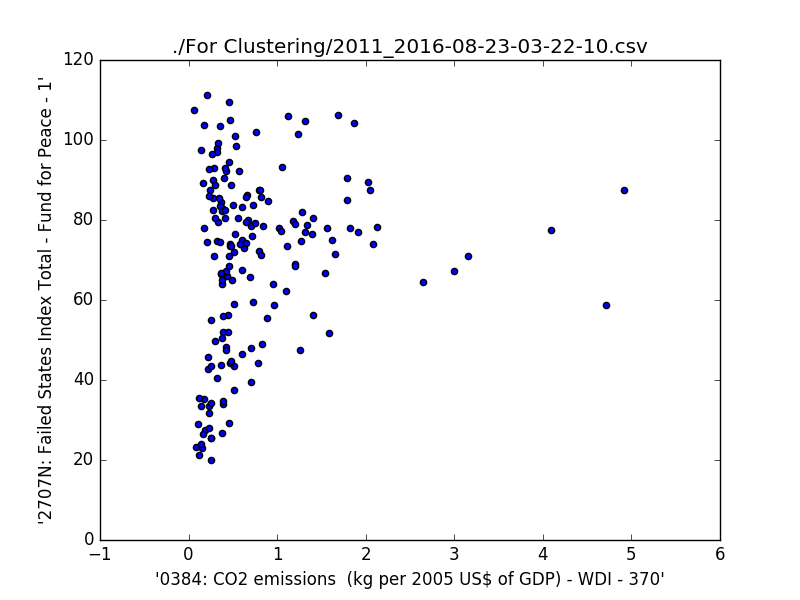 ./For Clustering/2011_2016-08-23-03-22-10.csv
'2707N: Failed States Index Total - Fund for Peace - 1'
120
100
80
60
40
20
0
−1 0 1 2 3 4 5 6
'0384: CO2 emissions  (kg per 2005 US$ of GDP) - WDI - 370'